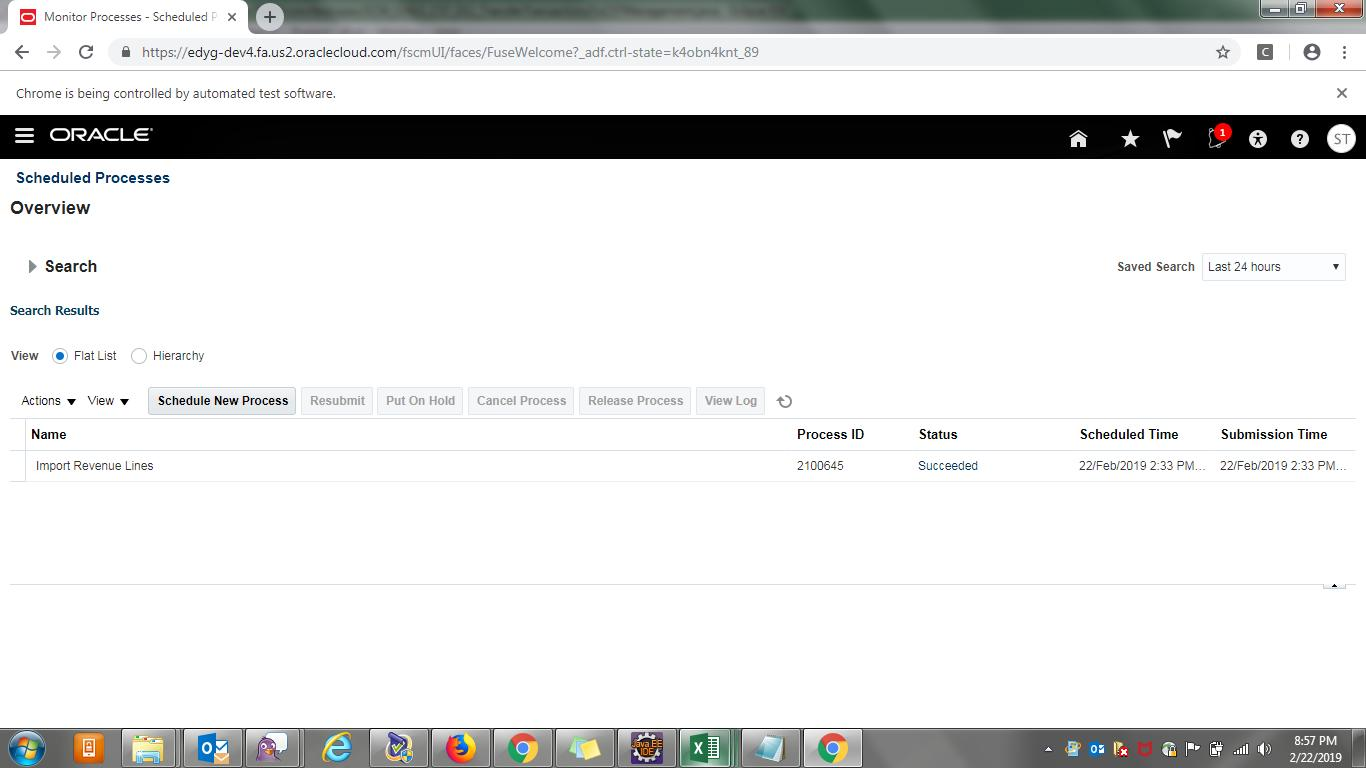 Monitor Processes - Scheduled P
https://edyg-dev4.fa.us2.oraclecloud.com/fscmUI/faces/FuseWelcome?_adf.ctrl-state=k4obn4knt_89
C
Chrome is being controlled by automated test software.
ORACLE
1
ST
Scheduled Processes
Overview
Search
Saved Search Last 24 hours
Search Results
View Flat List Hierarchy
Actions View Schedule New Process Resubmit Put On Hold Cancel Process Release Process View Log
Name Process ID Status Scheduled Time Submission Time
Import Revenue Lines 2100645 Succeeded 22/Feb/2019 2:33 PM... 22/Feb/2019 2:33 PM...
Java EE
IDE
8:57 PM
2/22/2019